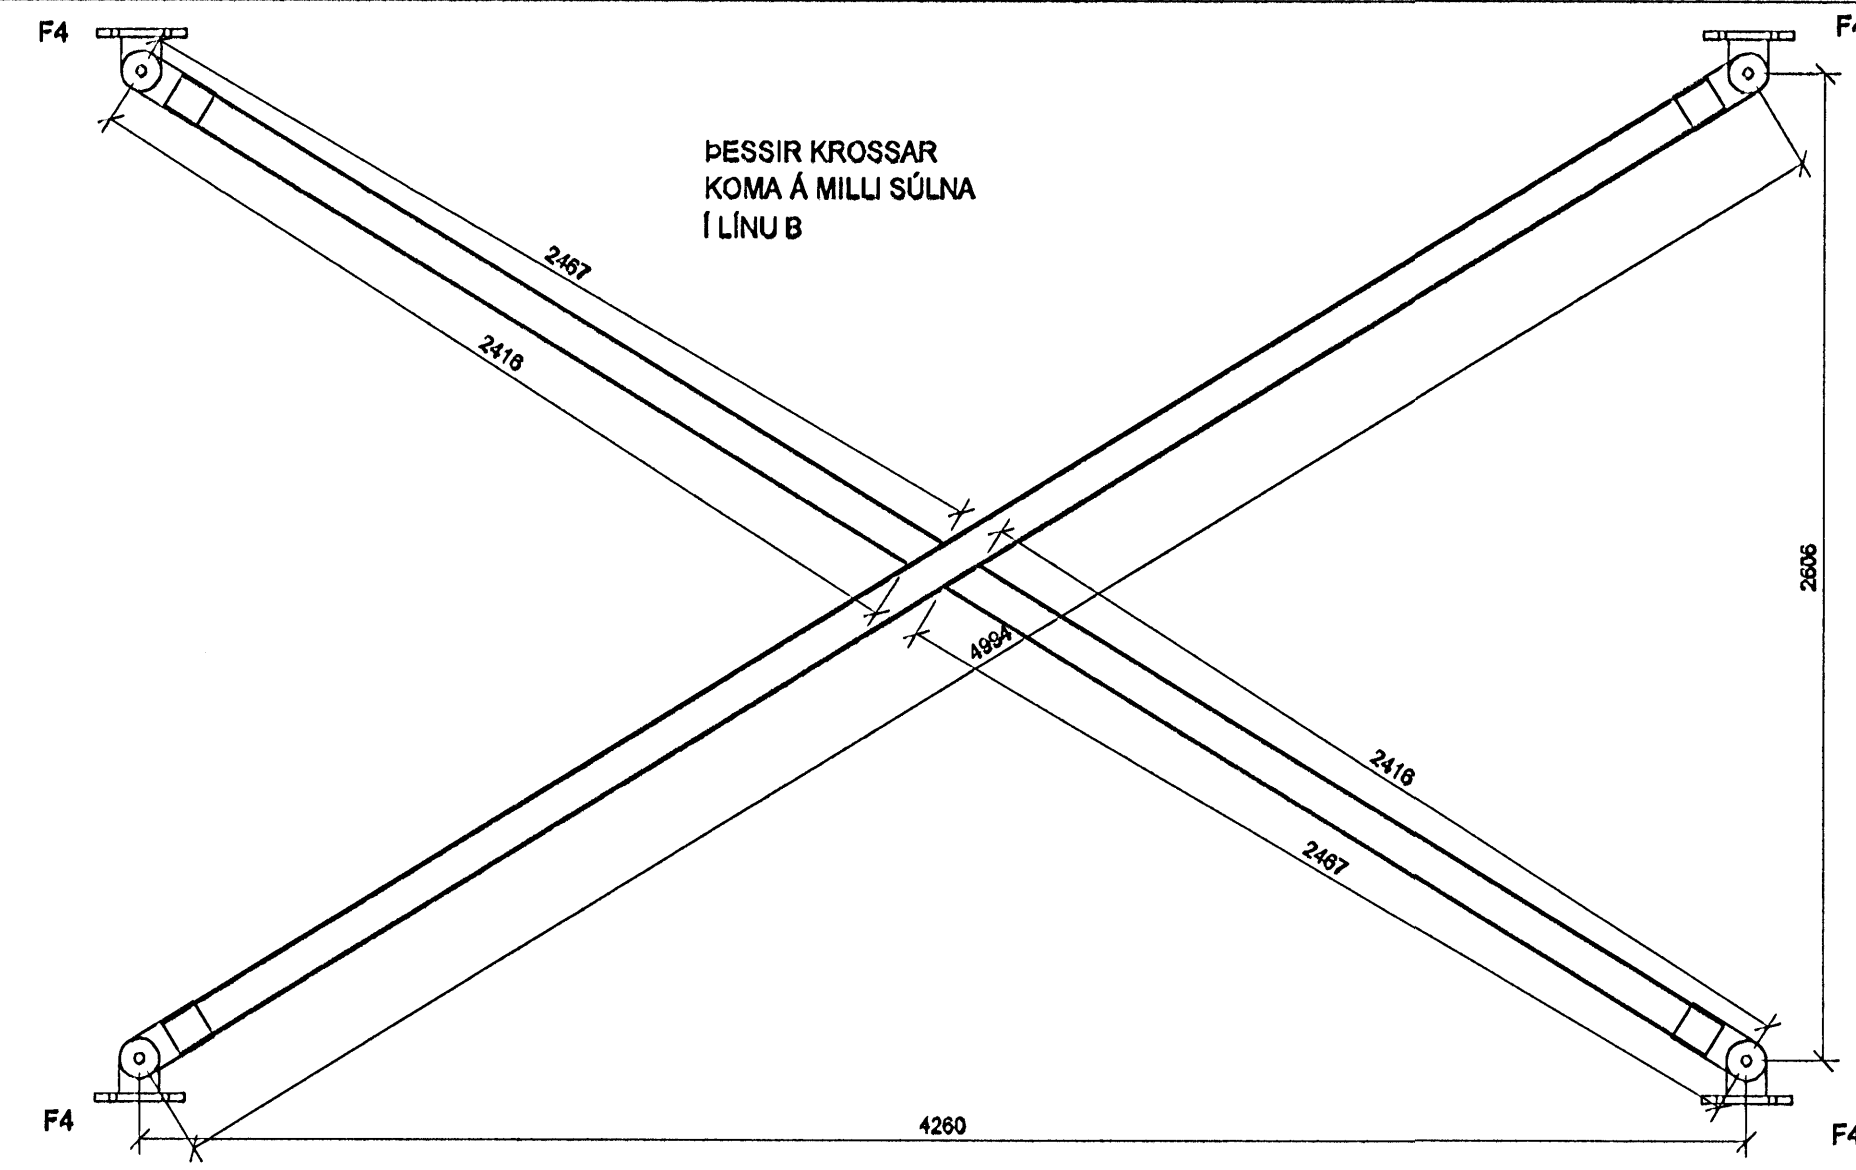 F4
F4
ÞESSIR KROSSAR
KOMA Á MILLI SÚLNA
Í LÍNU B
2467
2416
2606
4994
2416
2467
F4
4260
F4